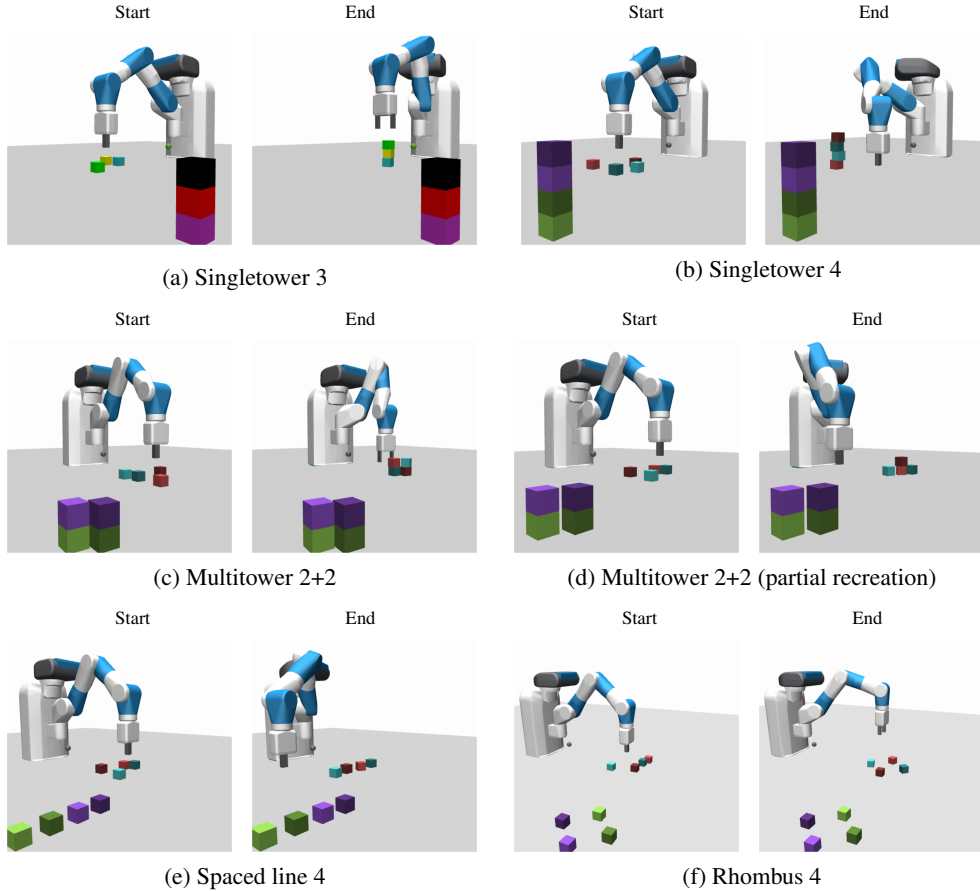 Start End Start End
(a) Singletower 3
(b) Singletower 4
Start End Start End
(c) Multitower 2+2
(d) Multitower 2+2 (partial recreation)
Start End Start End
(e) Spaced line 4
(f) Rhombus 4